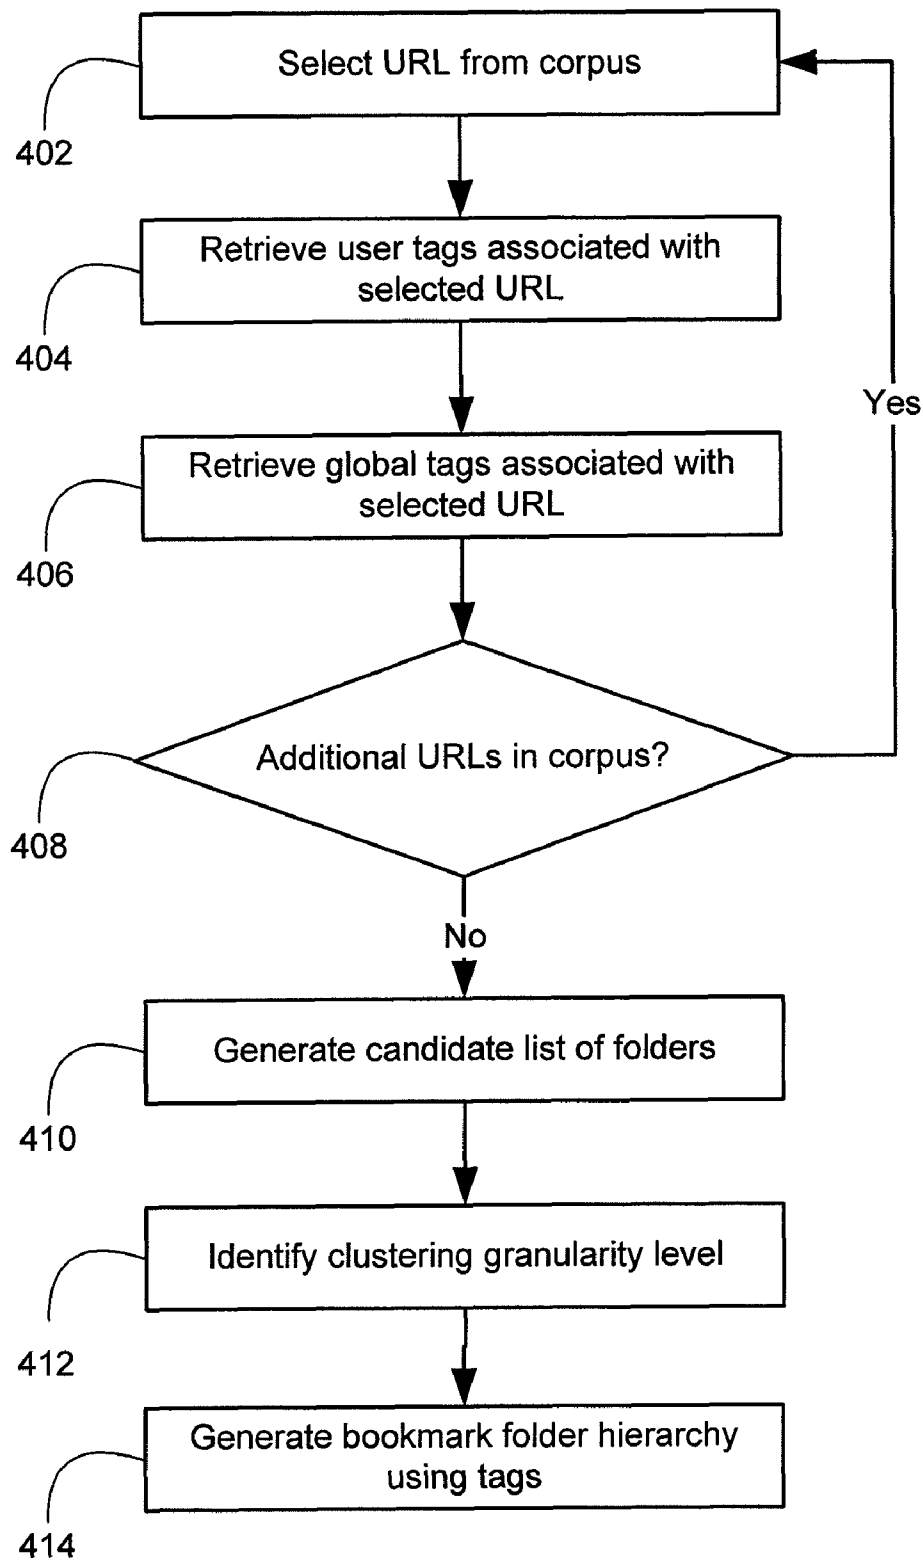 Select URL from corpus
402
Retrieve user tags associated with
selected URL
404
Yes
Retrieve global tags associated with
selected URL
406
Additional URLs in corpus?
408
No
Generate candidate list of folders
410
Identify clustering granularity level
412
Generate bookmark folder hierarchy
using tags
414